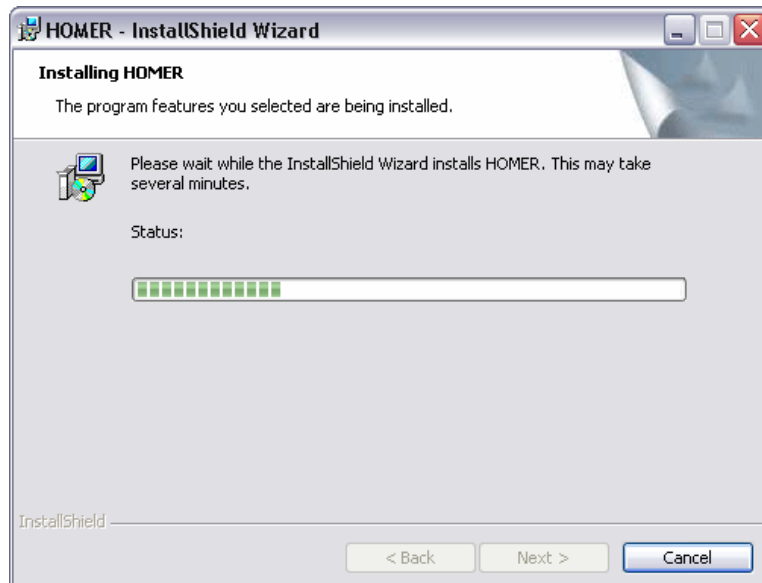 HOMER - InstallShield Wizard
Installing HOMER
The program features you selected are being installed.
Please wait while the InstallShield Wizard installs HOMER. This may take
several minutes.
Status:
InstallShield
< Back
Next >
Cancel